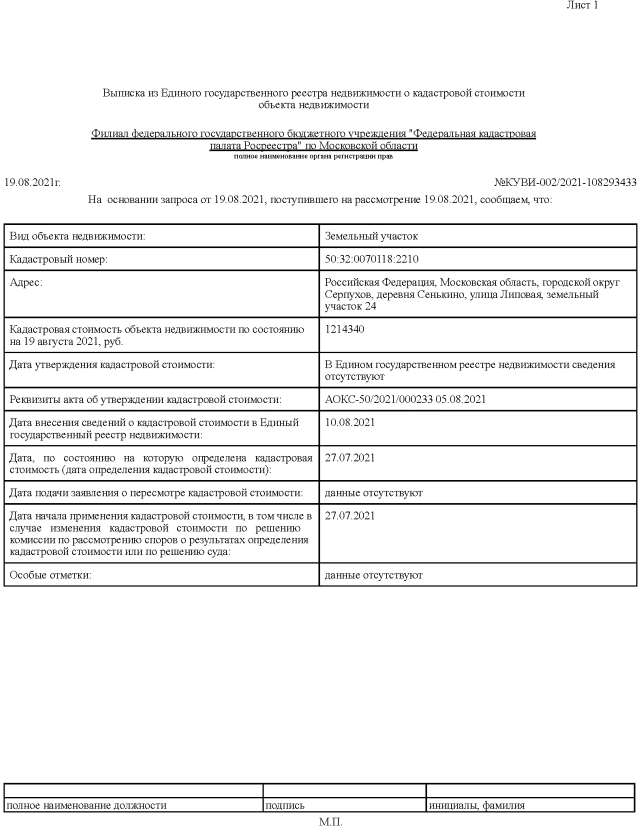 Лист 1
Выписка из Единого государственного реестра недвижимости о кадастровой стоимости
объекта недвижимости
Филиал федерального государственного бюджетного учреждения "Федеральная кадастровая
палата Росреестра" по Московской области
полное наименование органа регистрации прав
19.08.2021г.
№КУВИ-002/2021-108293433
На основании запроса от 19.08.2021, поступившего на рассмотрение 19.08.2021, сообщаем, что:
Вид объекта недвижимости:
Земельный участок
Кадастровый номер:
50:32:0070118:2210
Адрес:
Российская Федерация, Московская область, городской округ
Серпухов, деревня Сенькино, улица Липовая, земельный
участок 24
Кадастровая стоимость объекта недвижимости по состоянию
на 19 августа 2021, руб.
1214340
Дата утверждения кадастровой стоимости:
В Едином государственном реестре недвижимости сведения
отсутствуют
Реквизиты акта об утверждении кадастровой стоимости:
АОКС-50/2021/000233 05.08.2021
Дата внесения сведений о кадастровой стоимости в Единый
государственный реестр недвижимости:
10.08.2021
Дата, по состоянию на которую определена кадастровая
стоимость (дата определения кадастровой стоимости):
27.07.2021
Дата подачи заявления о пересмотре кадастровой стоимости:
данные отсутствуют
Дата начала применения кадастровой стоимости, в том числе в
случае изменения кадастровой стоимости по решению
комиссии по рассмотрению споров о результатах определения
кадастровой стоимости или по решению суда:
27.07.2021
Особые отметки:
данные отсутствуют
полное наименование должности
подпись
инициалы, фамилия
М.П.